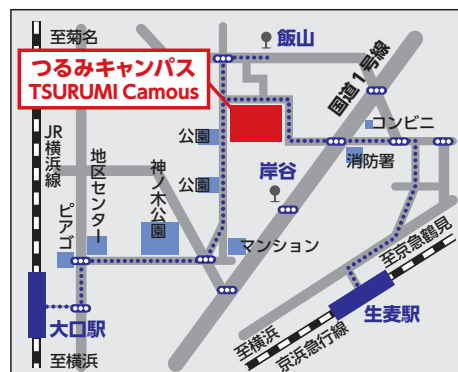 至菊名
飯山
国道1号線
つるみキャンパス
TSURUMI Camous
コンビニ
公園
消防署
JR横浜線
地区センター
神ノ木公園
公園
岸谷
ピアゴ
マンション
至京急鶴見
大口駅
生麦駅
至横浜
京浜急行線
至横浜